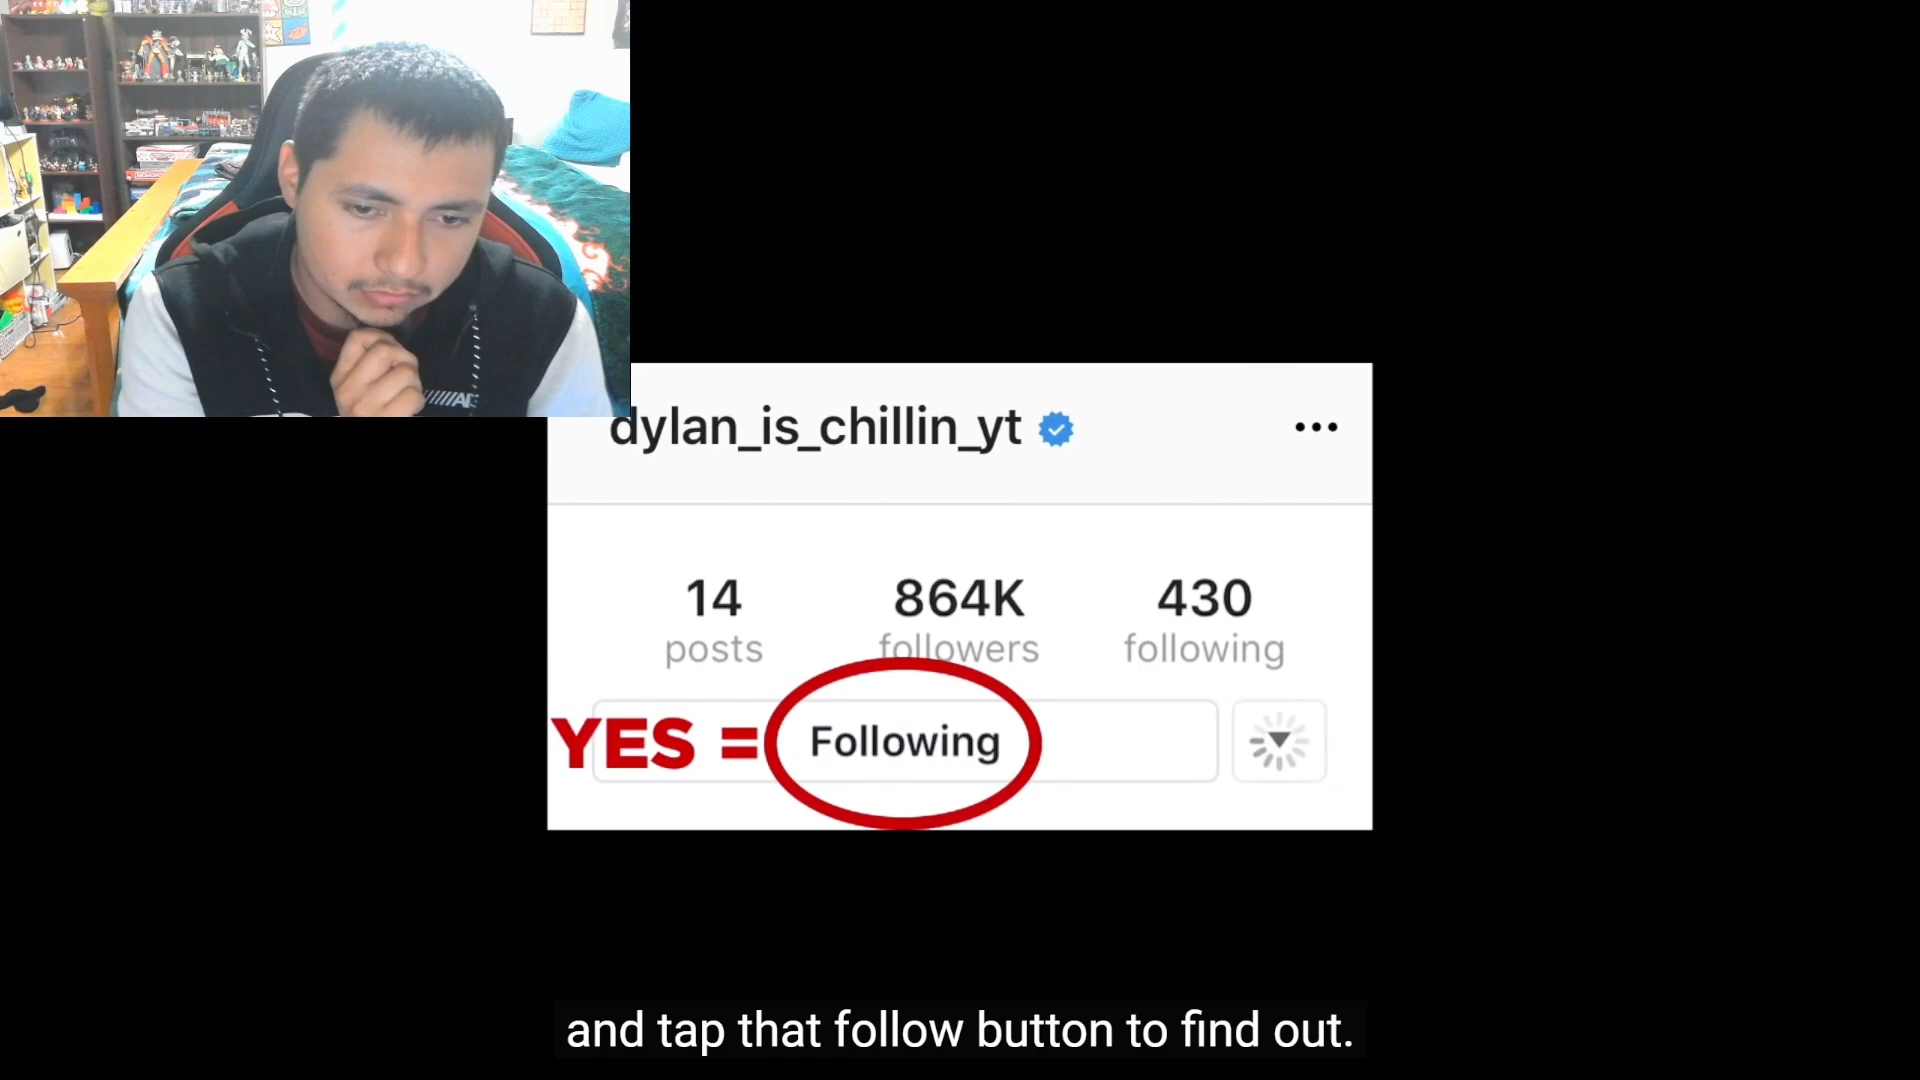 dylan_is_chillin_yt
14
864K
430
posts
followers
following
YES =
Following
and tap that follow button to find out.